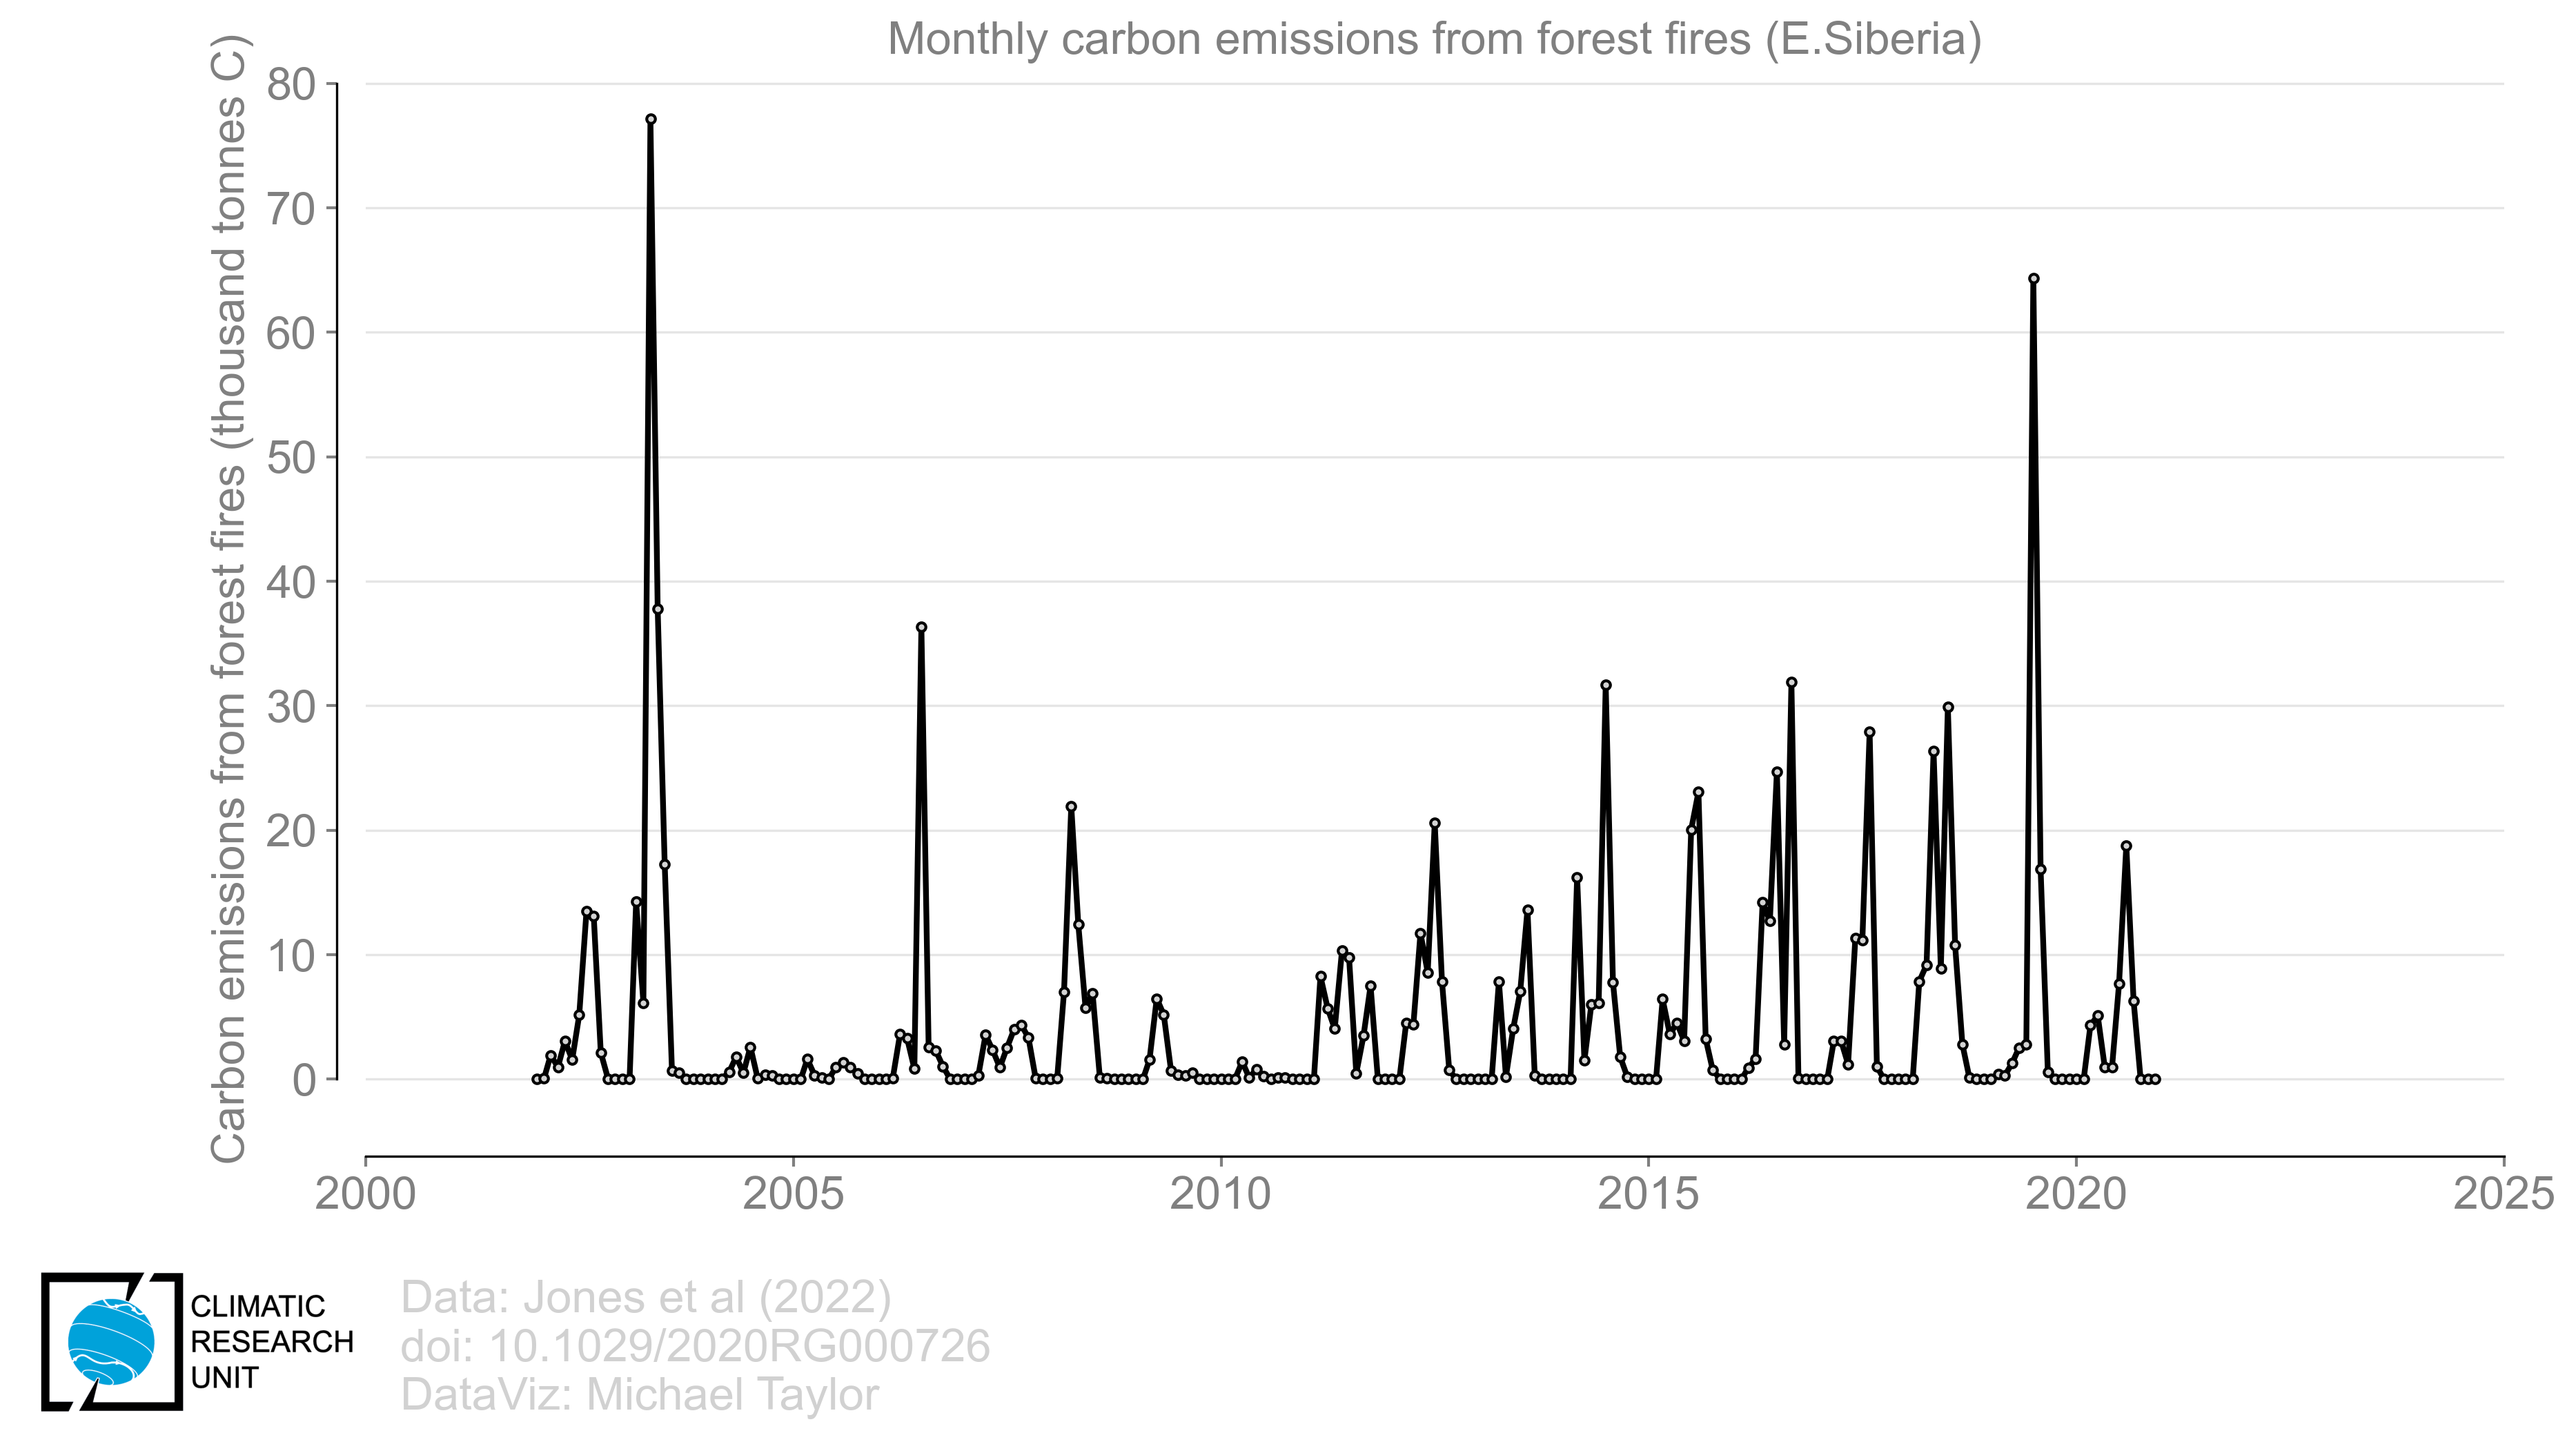 Monthly carbon emissions from forest fires (E.Siberia)
Carbon emissions from forest fires (thousand tonnes C)
80
70
60
50
40
30
20
10
0
2000 2005 2010 2015 2020 2025
CLIMATIC
RESEARCH
UNIT
Data: Jones et al (2022)
doi: 10.1029/2020RG000726
DataViz: Michael Taylor